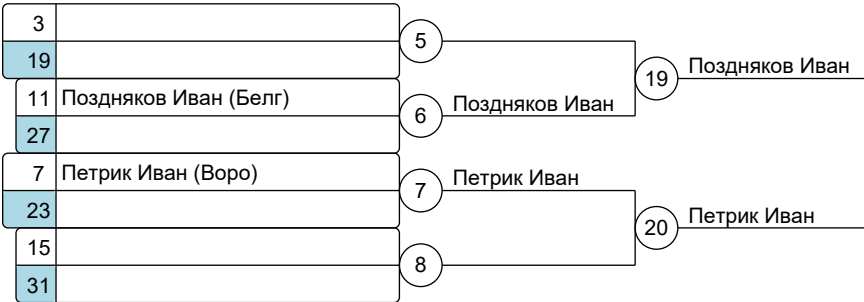 3
5
19
Поздняков Иван
19
11 Поздняков Иван (Белг)
6
Поздняков Иван
27
7 Петрик Иван (Воро)
7
Петрик Иван
23
20
Петрик Иван
15
8
31